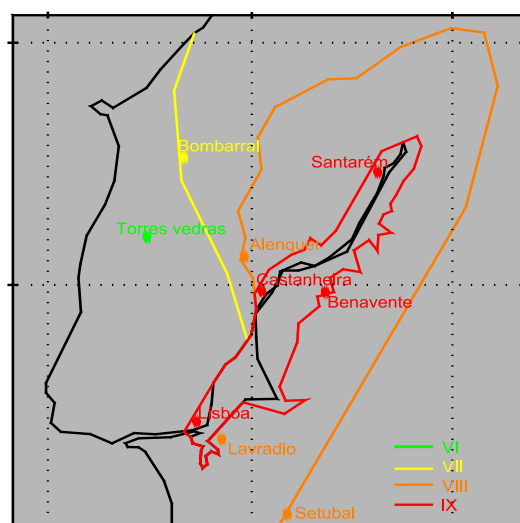 Bombarral
Santarém
Torres vedras
Alenquer
Castanheira
Benavente
Lisboa
Lavradio
Setubal
VI
VII
VIII
IX